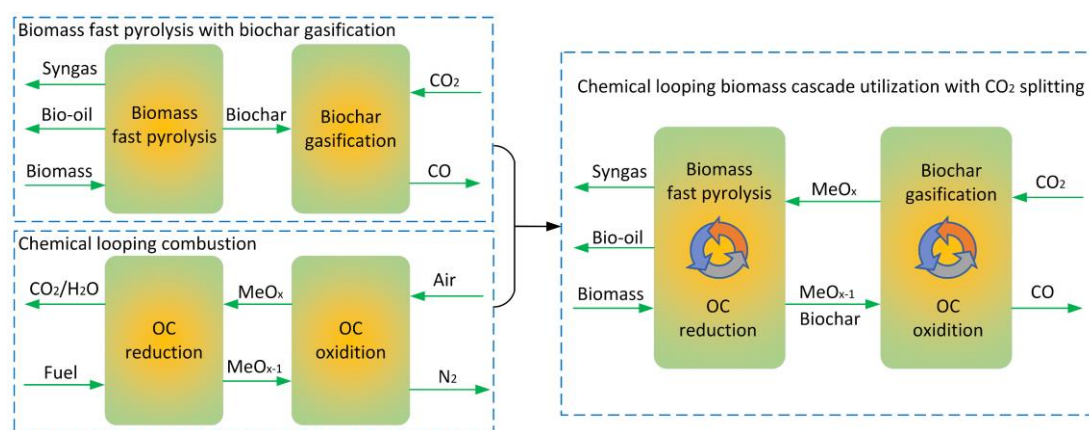 Biomass fast pyrolysis with biochar gasification
Syngas
Bio-oil
Biomass
Biomass
fast pyrolysis
Biochar
Biochar
gasification
CO₂
CO
Chemical looping combustion
CO₂/H₂O
Fuel
OC
reduction
MeOₓ
MeOₓ₋₁
OC
oxidition
Air
N₂
Chemical looping biomass cascade utilization with CO₂ splitting
Syngas
Bio-oil
Biomass
Biomass
fast pyrolysis
OC
reduction
MeOₓ
MeOₓ₋₁
Biochar
Biochar
gasification
OC
oxidition
CO₂
CO